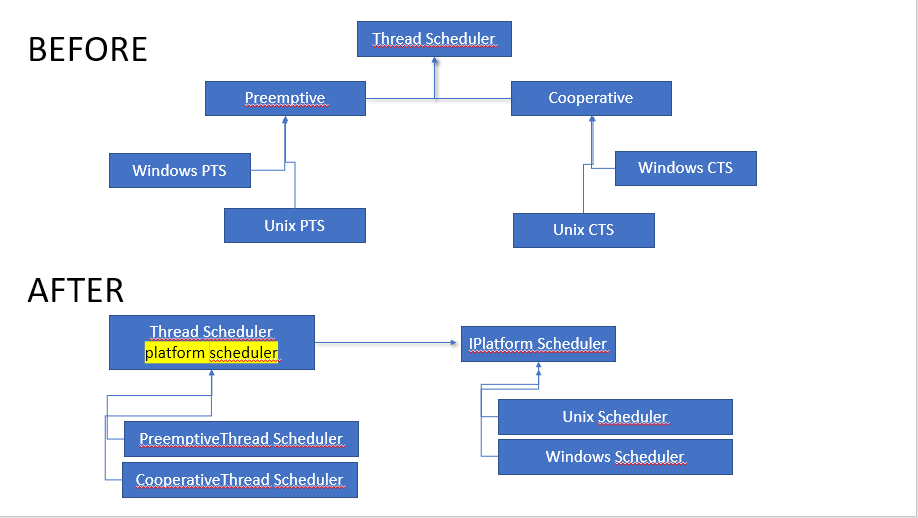 BEFORE
Thread Scheduler
Preemptive
Cooperative
Windows PTS
Windows CTS
Unix PTS
Unix CTS
AFTER
Thread Scheduler
platform scheduler
IPlatform Scheduler
PreemptiveThread Scheduler
CooperativeThread Scheduler
Unix Scheduler
Windows Scheduler